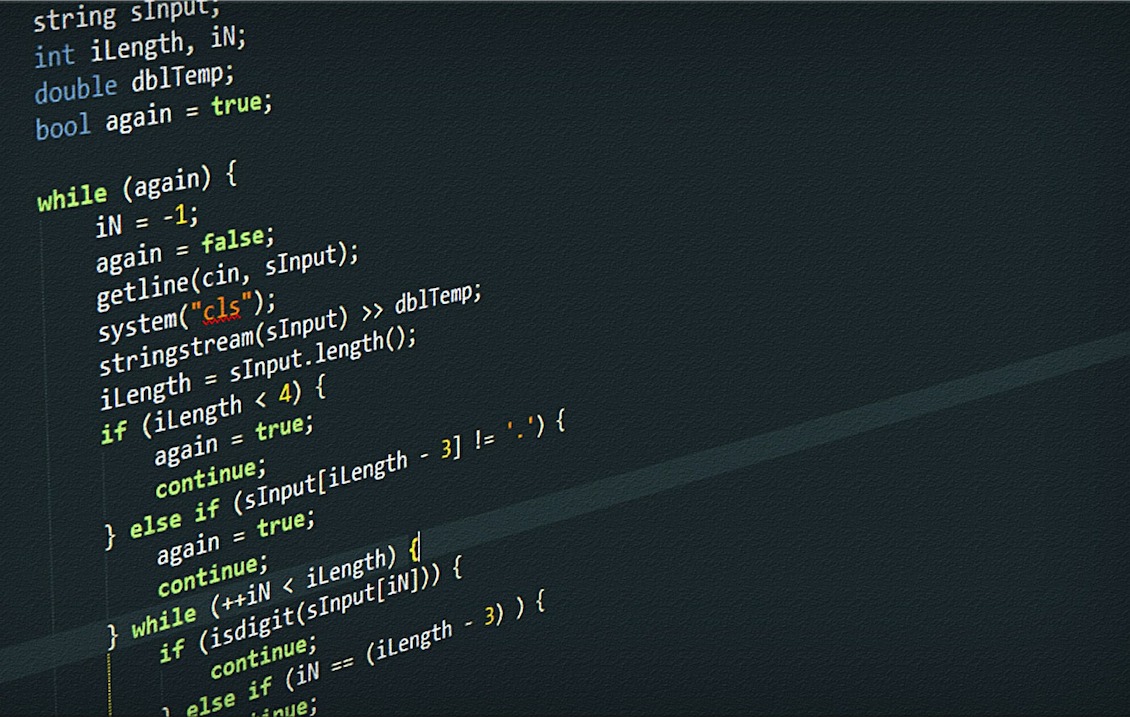 string sInput;
int iLength, iN;
double dblTemp;
bool again = true;
while (again) {
iN = -1;
again = false;
getline(cin, sInput);
system("cls");
stringstream(sInput) >> dblTemp;
iLength = sInput.length();
if (iLength < 4) {
again = true;
continue;
} else if (sInput[iLength - 3] != '.') {
again = true;
continue;
} while (++iN < iLength) {
if (isdigit(sInput[iN])) {
continue;
} else if (iN == (iLength - 3) ) {